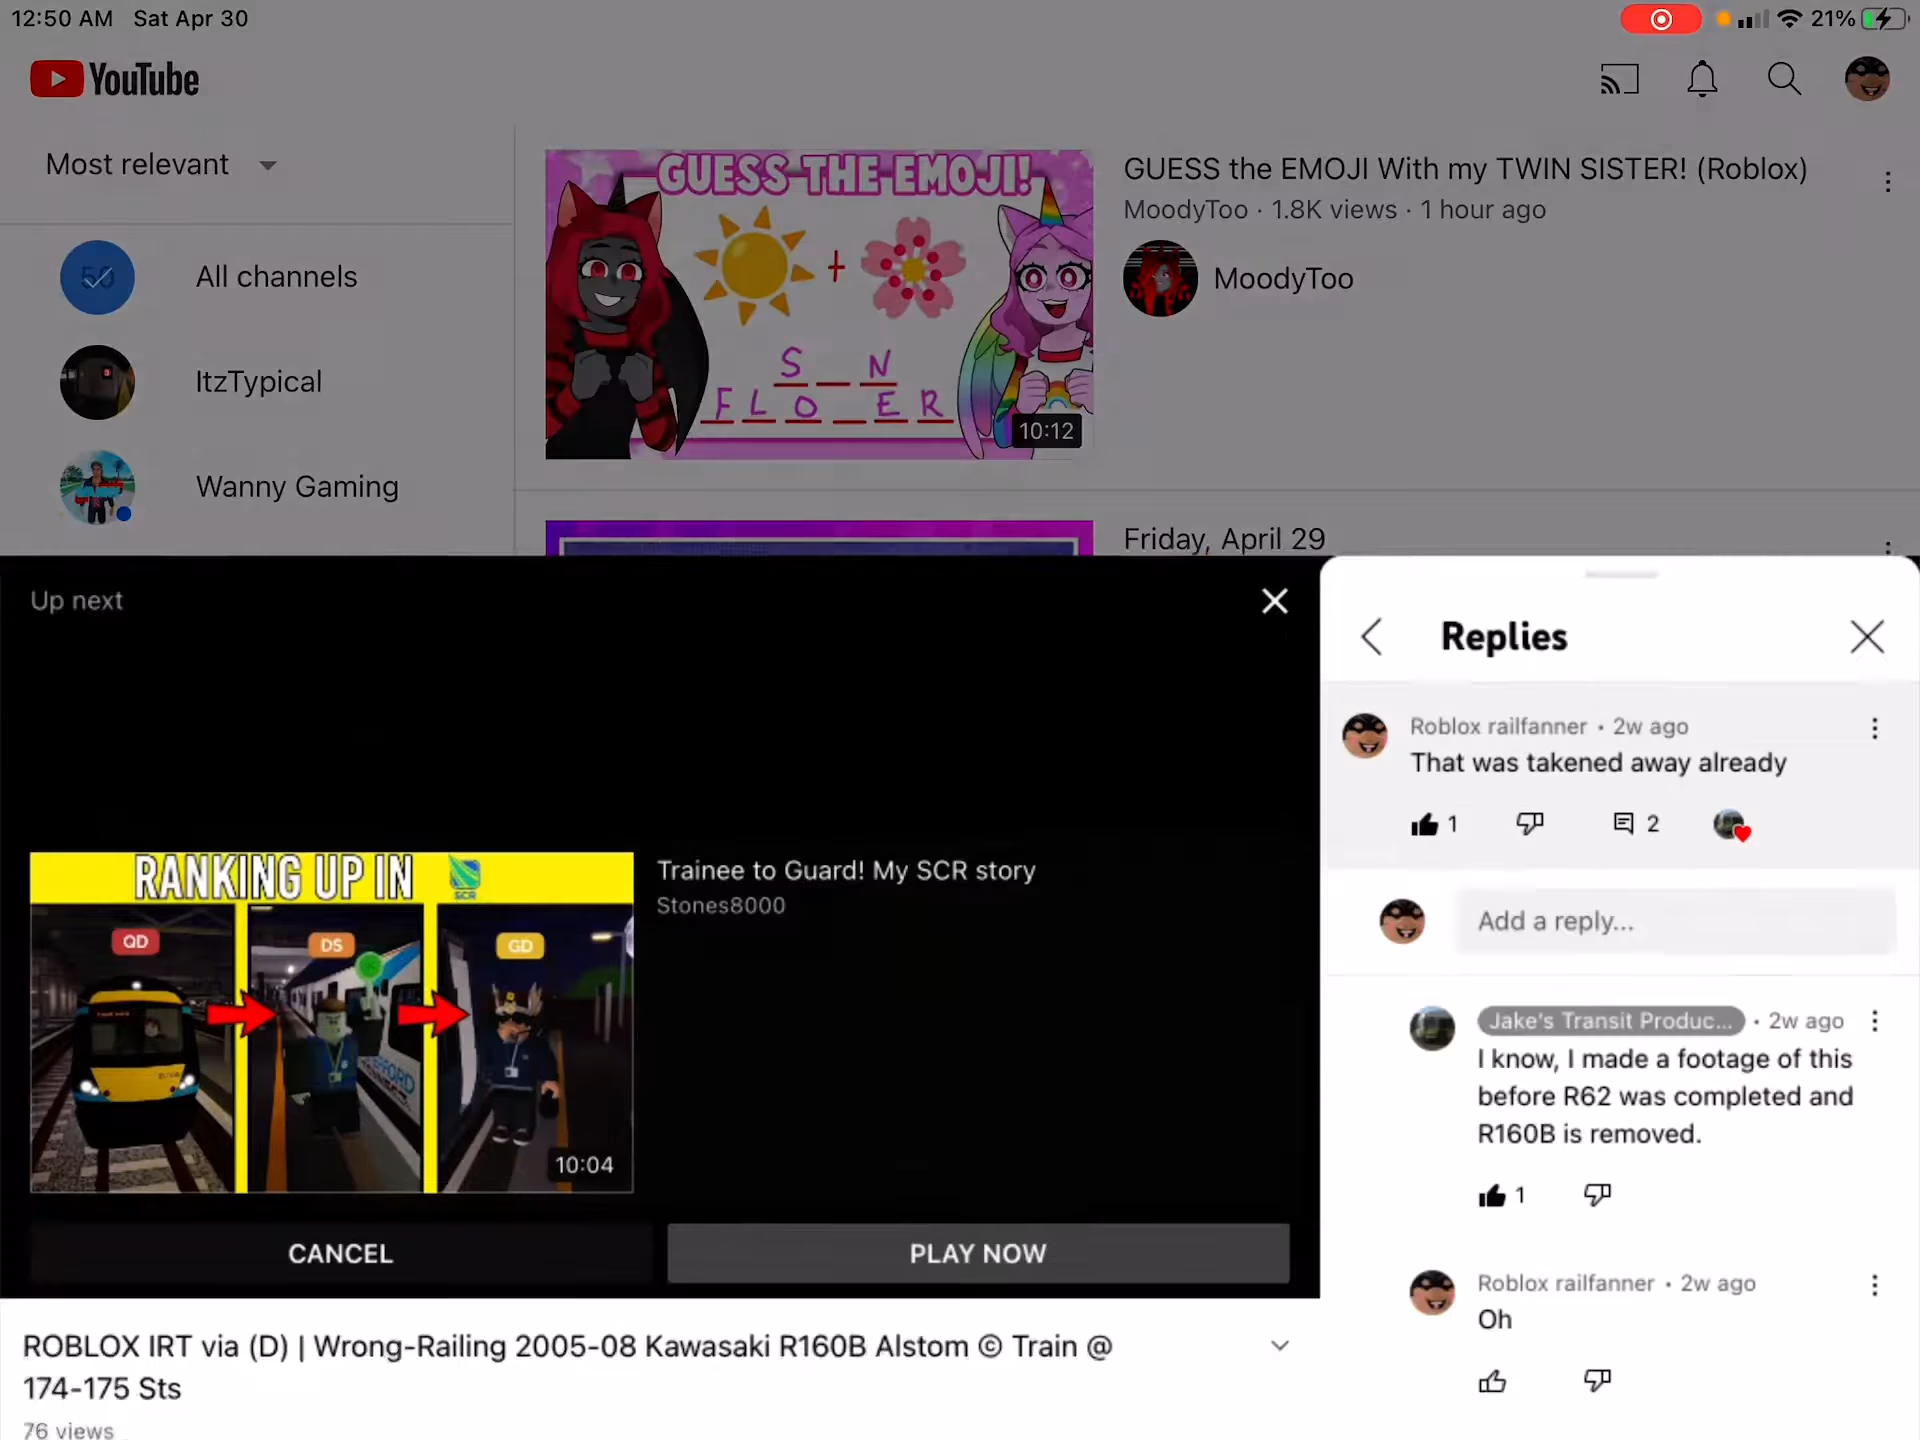 12:50 AM Sat Apr 30
21%
YouTube
Most relevant
50
All channels
ItzTypical
Wanny Gaming
GUESS THE EMOJI!
+
S _ N
F L O _ E R
10:12
GUESS the EMOJI With my TWIN SISTER! (Roblox)
MoodyToo · 1.8K views · 1 hour ago
MoodyToo
Friday, April 29
Up next
RANKING UP IN
SCR
QD
DS
GD
10:04
Trainee to Guard! My SCR story
Stones8000
CANCEL
PLAY NOW
ROBLOX IRT via (D) | Wrong-Railing 2005-08 Kawasaki R160B Alstom © Train @
174-175 Sts
76 views
Replies
Roblox railfanner • 2w ago
That was takened away already
1
2
Add a reply...
Jake's Transit Produc... • 2w ago
I know, I made a footage of this
before R62 was completed and
R160B is removed.
1
Roblox railfanner • 2w ago
Oh